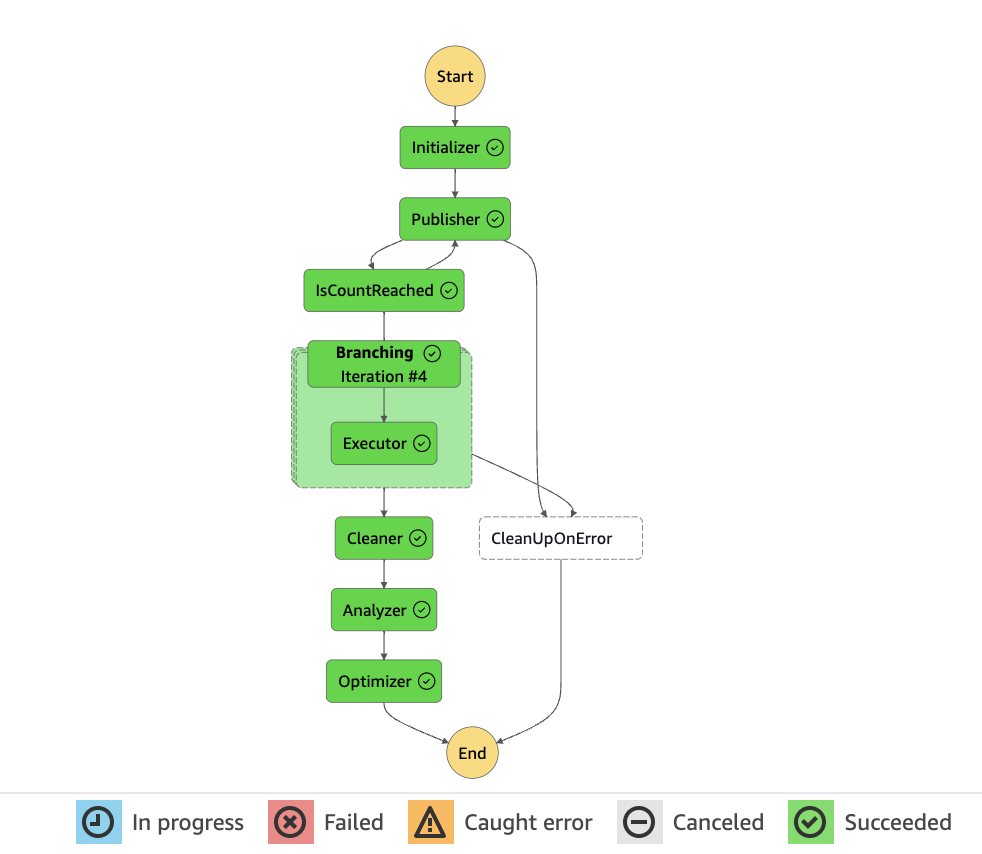 Start
Initializer
Publisher
IsCountReached
Branching
Iteration #4
Executor
Cleaner
CleanUpOnError
Analyzer
Optimizer
End
In progress
Failed
Caught error
Canceled
Succeeded